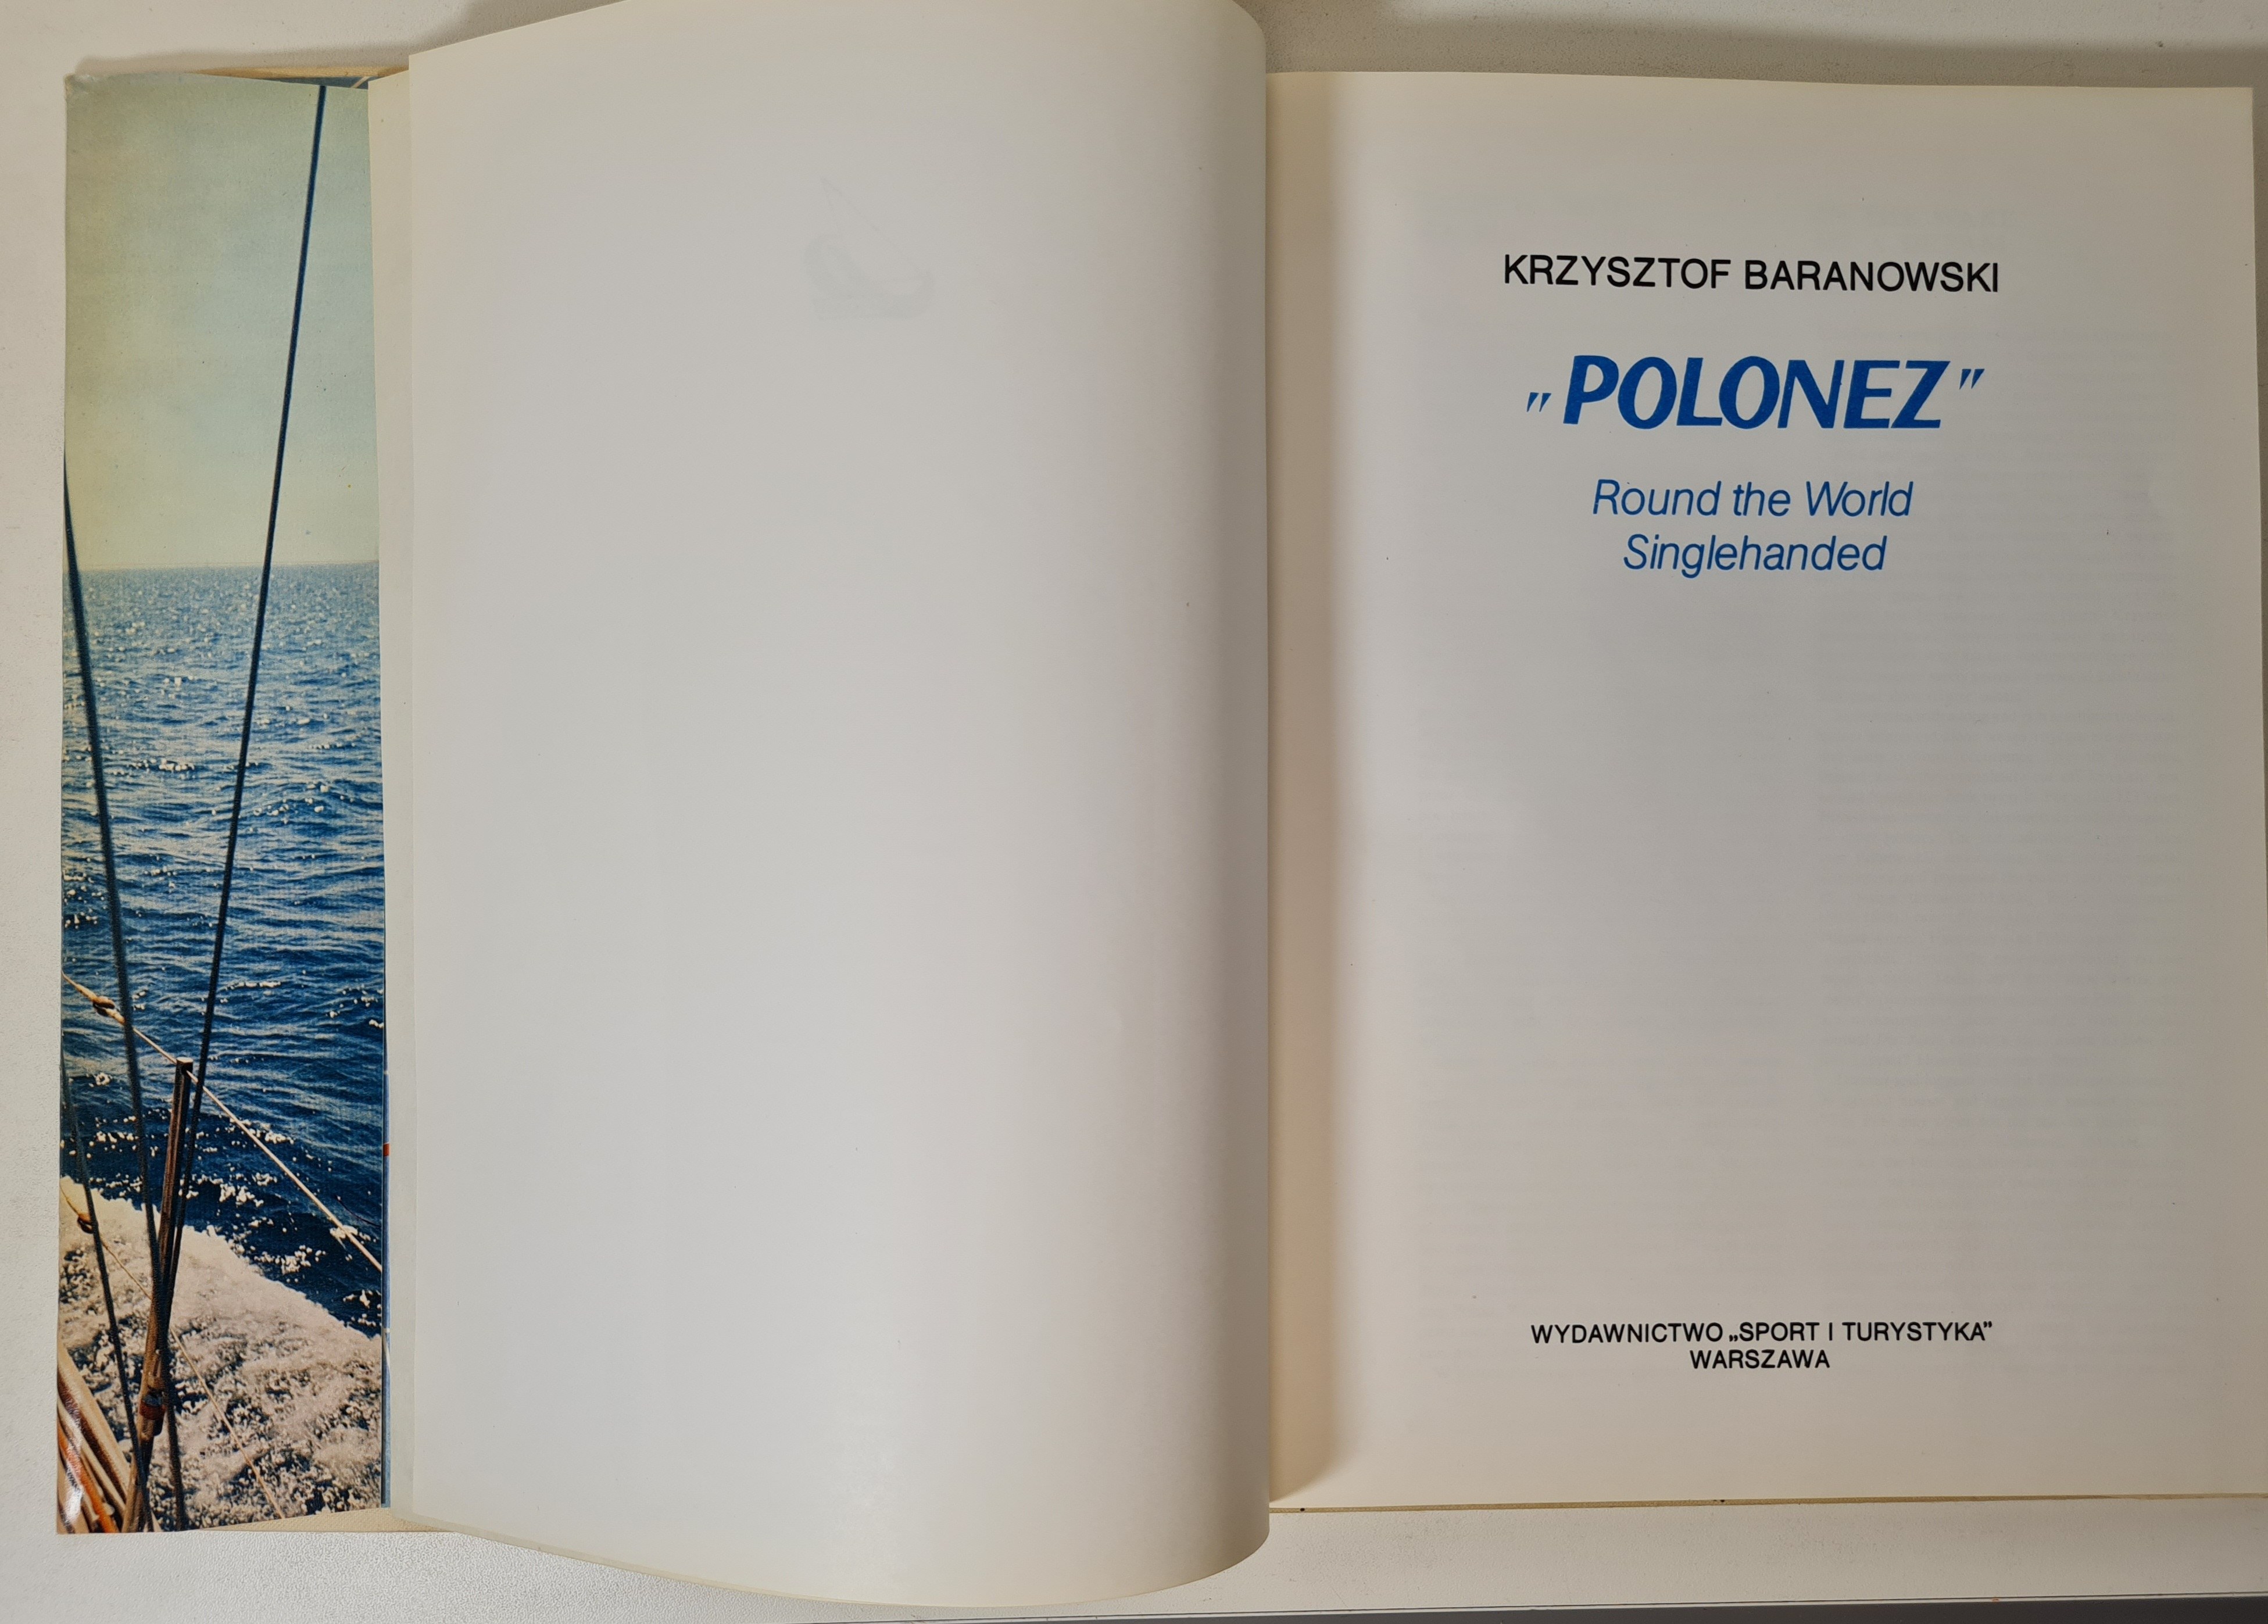 KRZYSZTOF BARANOWSKI
„POLONEZ”
Round the World
Singlehanded
WYDAWNICTWO „SPORT I TURYSTYKA”
WARSZAWA